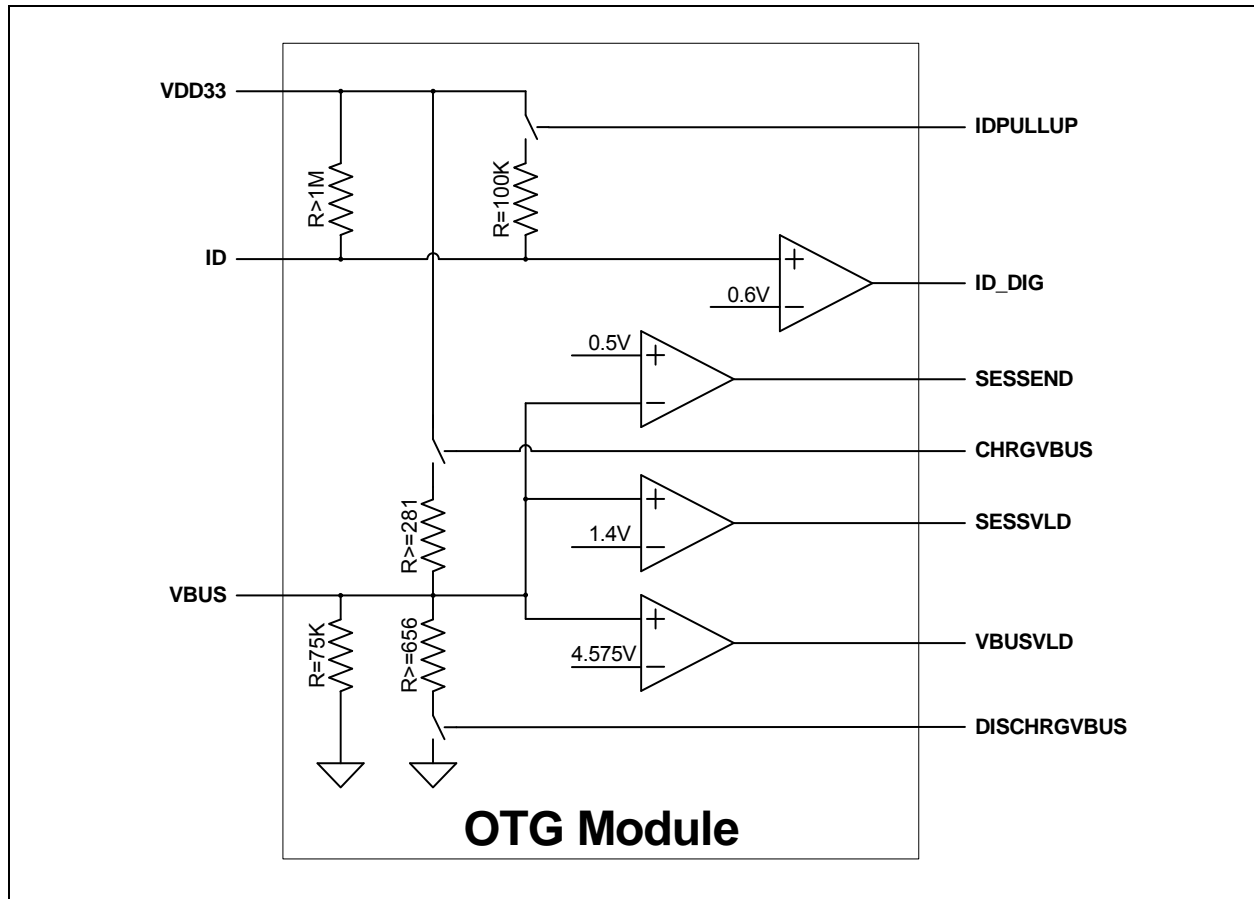 VDD33
IDPULLUP
R>1M
R=100K
ID
+
−
0.6V
ID_DIG
0.5V
+
−
SESSEND
CHRGVBUS
R>=281
+
1.4V
−
SESSVLD
VBUS
R=75K
R>=656
+
4.575V
−
VBUSVLD
DISCHRGVBUS
OTG Module